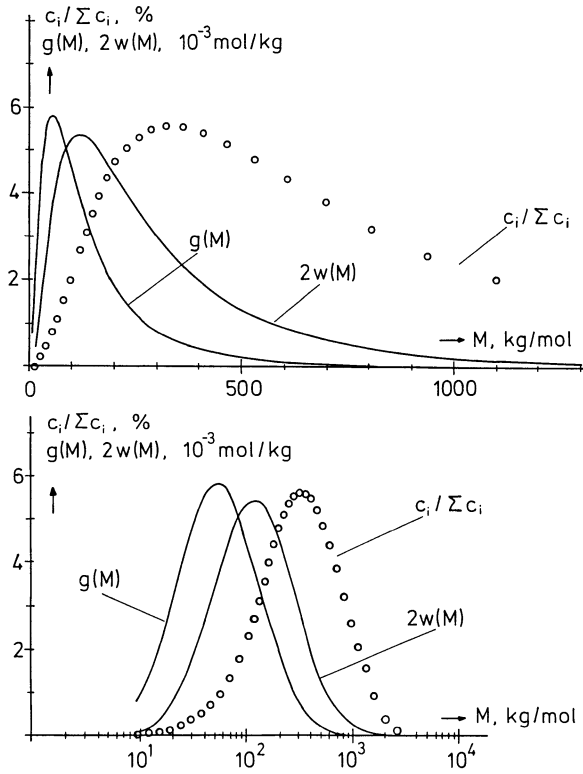 c_i/Σc_i, %
g(M), 2w(M), 10^-3 mol/kg
6
4
2
g(M)
2w(M)
c_i/Σc_i
M, kg/mol
0 500 1000
c_i/Σc_i, %
g(M), 2w(M), 10^-3 mol/kg
6
4
2
g(M)
c_i/Σc_i
2w(M)
M, kg/mol
10^1 10^2 10^3 10^4